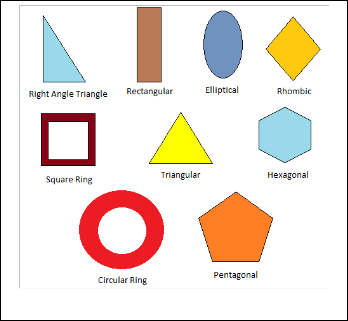 Right Angle Triangle
Rectangular
Elliptical
Rhombic
Square Ring
Triangular
Hexagonal
Circular Ring
Pentagonal